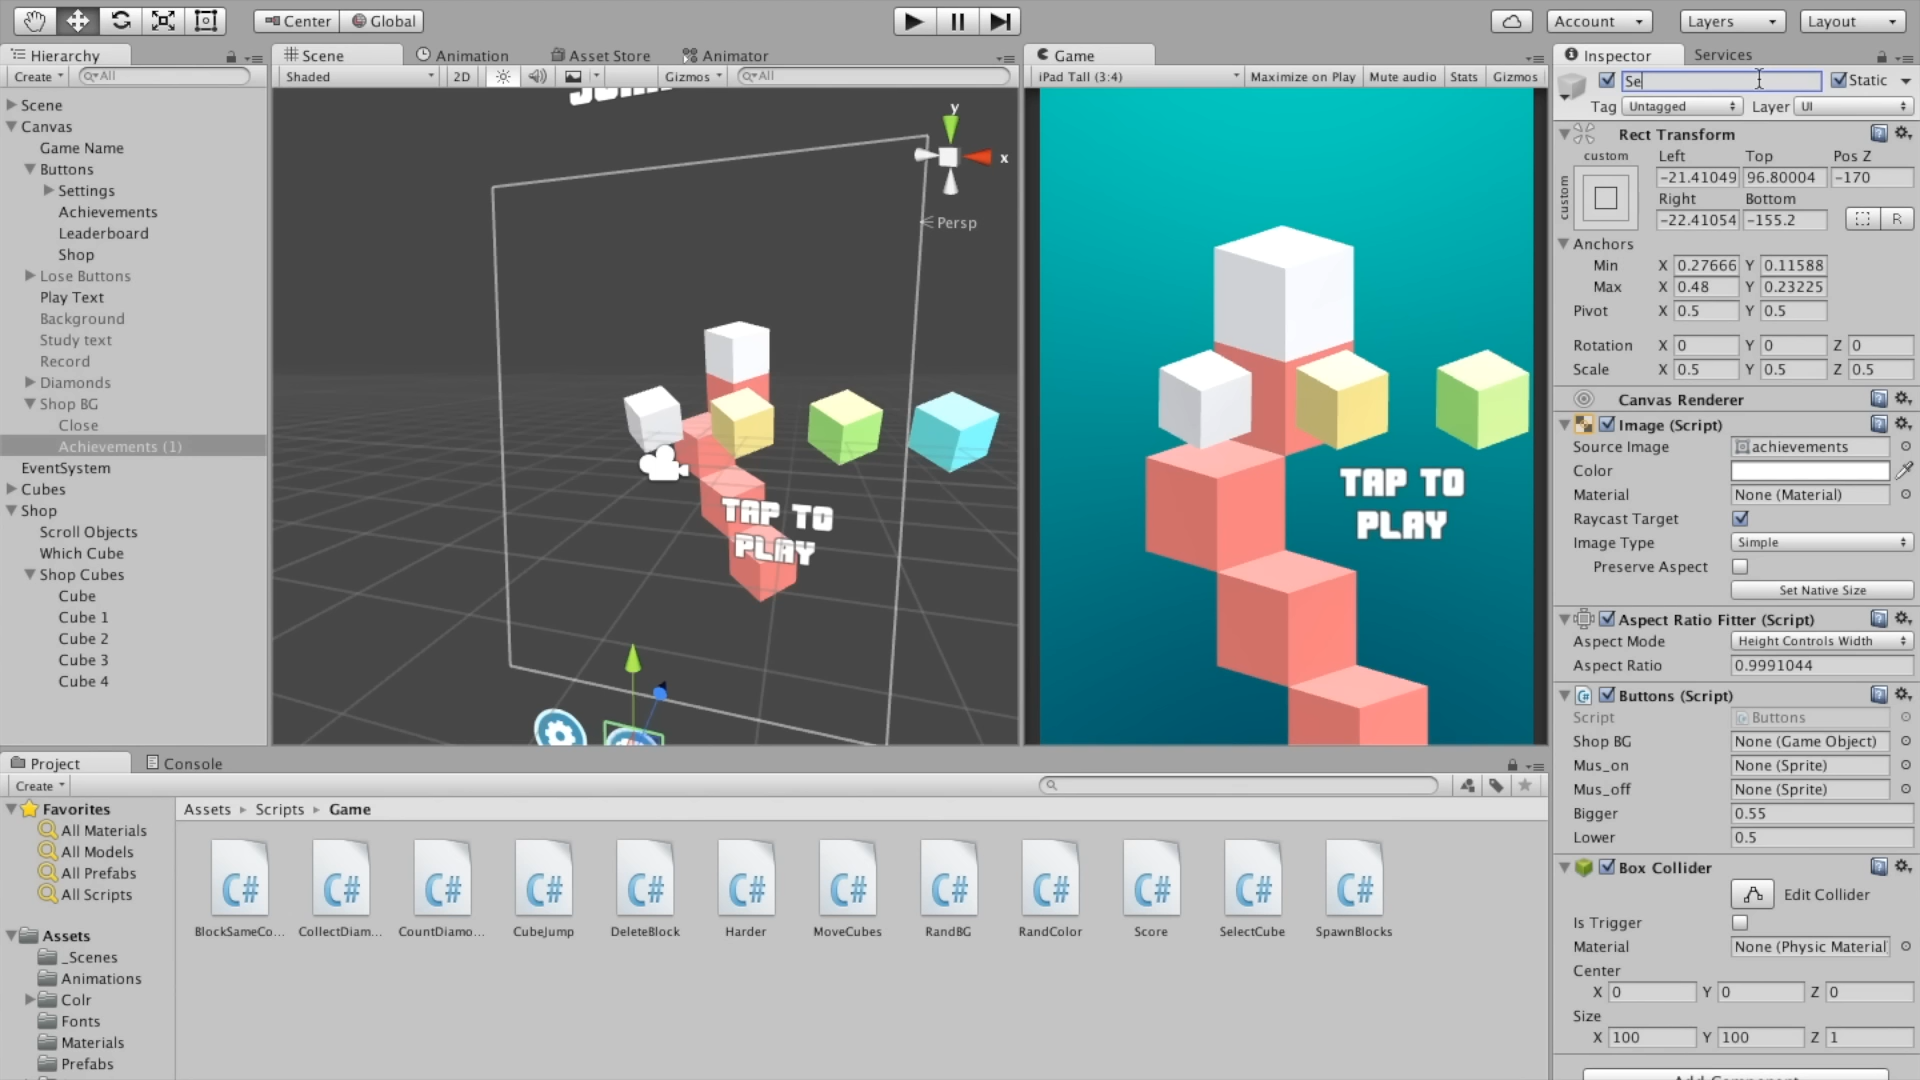 Center
Global
Account
Layers
Layout
Hierarchy
Create
All
Scene
Canvas
Game Name
Buttons
Settings
Achievements
Leaderboard
Shop
Lose Buttons
Play Text
Background
Study text
Record
Diamonds
Shop BG
Close
Achievements (1)
EventSystem
Cubes
Shop
Scroll Objects
Which Cube
Shop Cubes
Cube
Cube 1
Cube 2
Cube 3
Cube 4
Scene
Animation
Asset Store
Animator
Shaded
2D
Gizmos
All
y
x
Persp
TAP TO
PLAY
Game
iPad Tall (3:4)
Maximize on Play
Mute audio
Stats
Gizmos
TAP TO
PLAY
Inspector
Services
Se
Static
Tag Untagged
Layer UI
Rect Transform
custom
custom
Left Top Pos Z
-21.41049 96.80004 -170
Right Bottom
-22.41054 -155.2
R
Anchors
Min X 0.27666 Y 0.11588
Max X 0.48 Y 0.23225
Pivot X 0.5 Y 0.5
Rotation X 0 Y 0 Z 0
Scale X 0.5 Y 0.5 Z 0.5
Canvas Renderer
Image (Script)
Source Image achievements
Color
Material None (Material)
Raycast Target
Image Type Simple
Preserve Aspect
Set Native Size
Aspect Ratio Fitter (Script)
Aspect Mode Height Controls Width
Aspect Ratio 0.9991044
Buttons (Script)
Script Buttons
Shop BG None (Game Object)
Mus_on None (Sprite)
Mus_off None (Sprite)
Bigger 0.55
Lower 0.5
Box Collider
Edit Collider
Is Trigger
Material None (Physic Material
Center
X 0 Y 0 Z 0
Size
X 100 Y 100 Z 1
Project
Console
Create
Favorites
All Materials
All Models
All Prefabs
All Scripts
Assets
_Scenes
Animations
Colr
Fonts
Materials
Prefabs
Assets
Scripts
Game
C# C# C# C# C# C# C# C# C# C# C# C#
BlockSameCo... CollectDiam... CountDiamo... CubeJump DeleteBlock Harder MoveCubes RandBG RandColor Score SelectCube SpawnBlocks